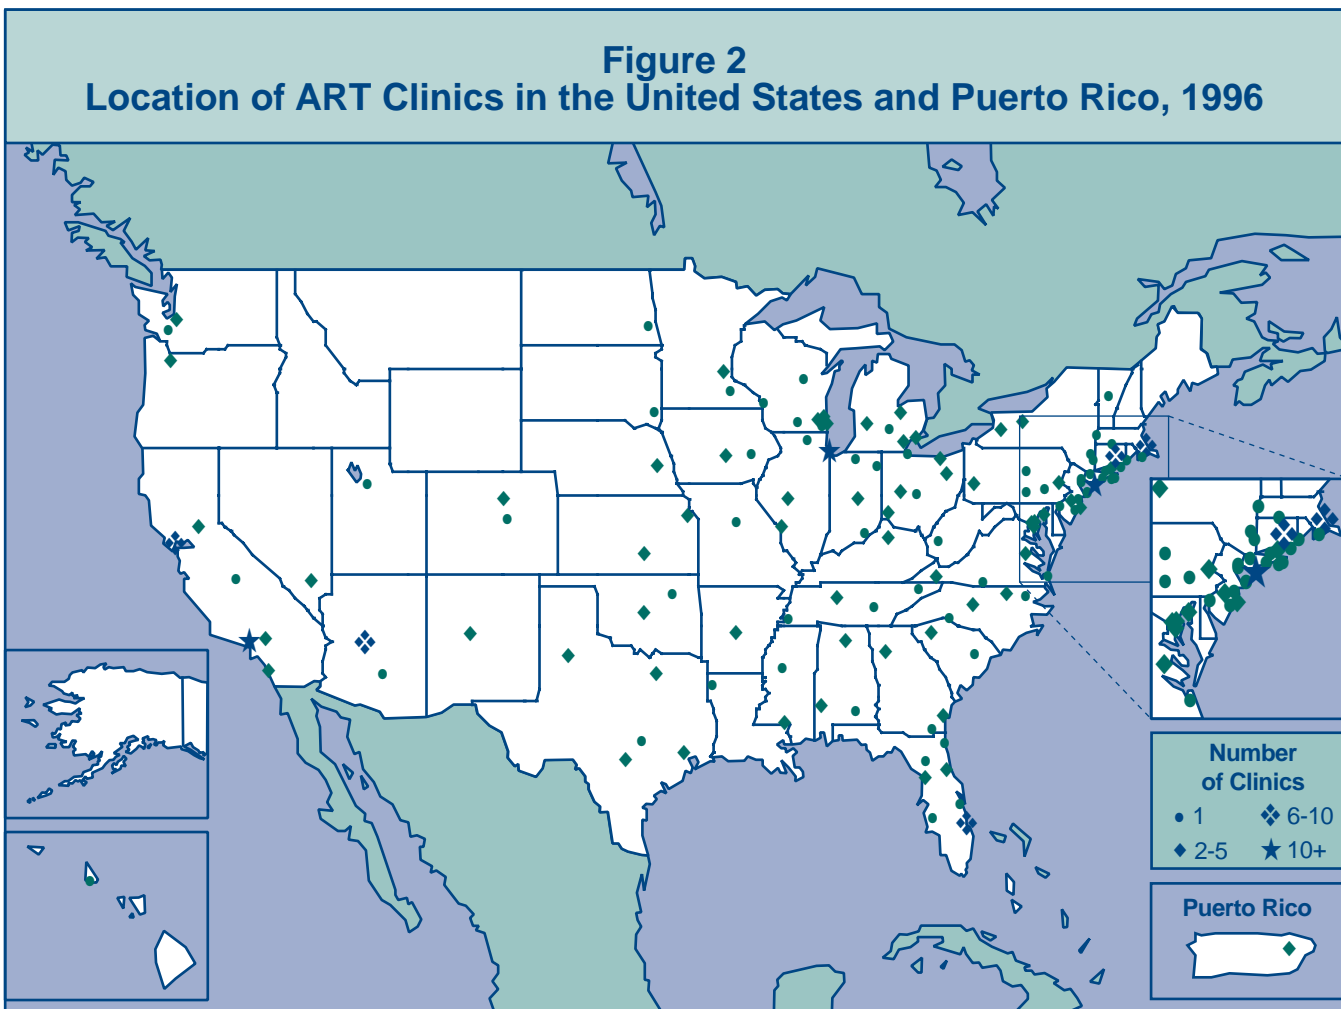 Figure 2
Location of ART Clinics in the United States and Puerto Rico, 1996
Number
of Clinics
1
6-10
2-5
10+
Puerto Rico